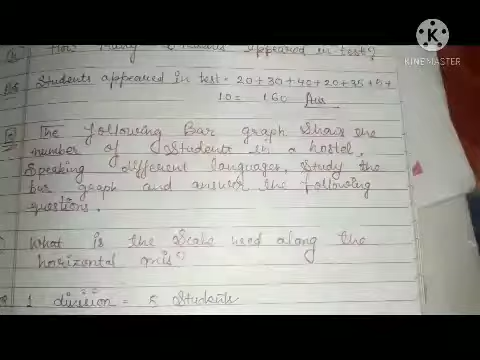 How many students appeared in test?
Students appeared in test = 20+30+40+20+35+5+
10 = 160 Ans
The following Bar graph shows the
number of students in a hostel,
speaking different languages, Study the
bar graph and answer the following
questions.
What is the scale used along the
horizontal axis?
1 division = 5 Students
K
KINEMASTER